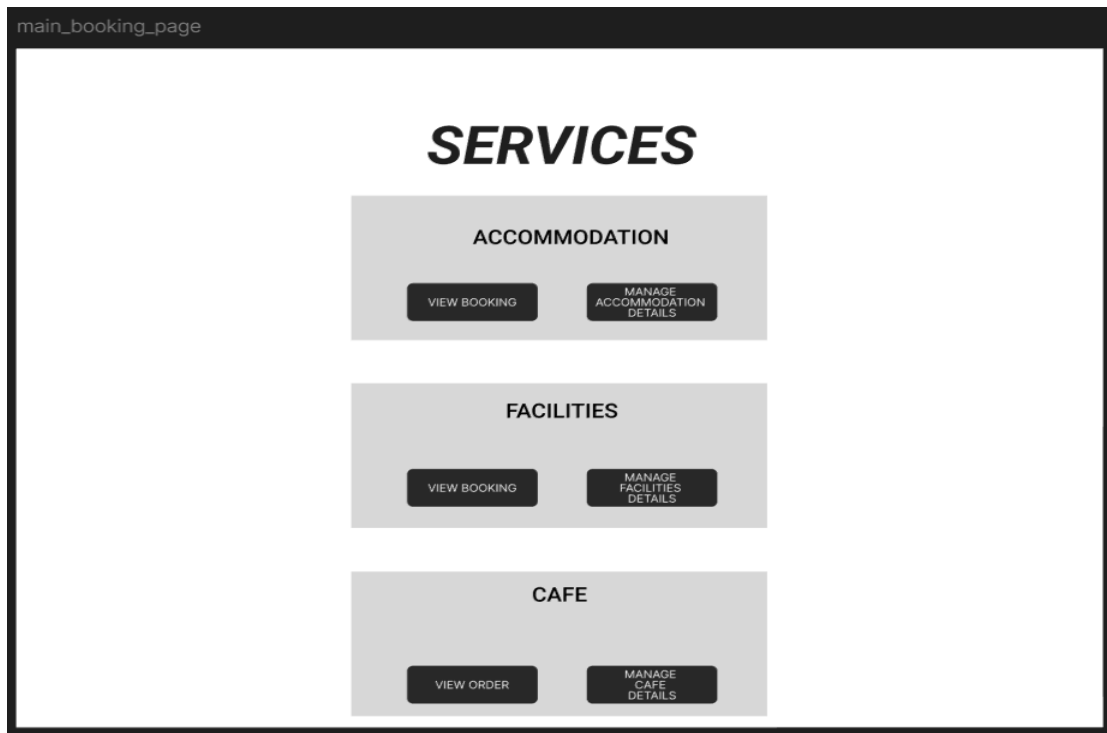 main_booking_page
SERVICES
ACCOMMODATION
VIEW BOOKING
MANAGE
ACCOMMODATION
DETAILS
FACILITIES
VIEW BOOKING
MANAGE
FACILITIES
DETAILS
CAFE
VIEW ORDER
MANAGE
CAFE
DETAILS